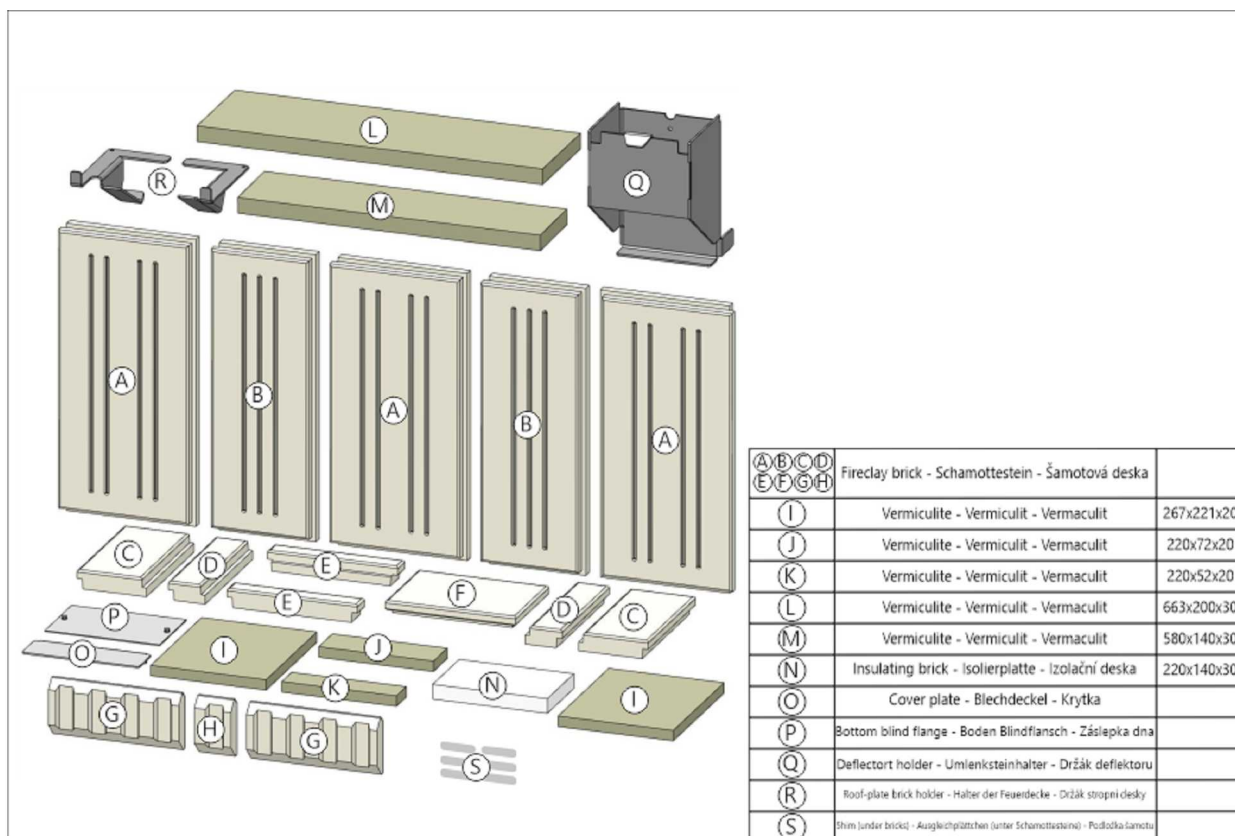 L
R
Q
M
A
B
A
B
A
C
D
E
F
E
D
C
P
O
I
J
K
N
I
G
H
G
S
A B C D Fireclay brick - Schamottestein - Šamotová deska
E F G H
I Vermiculite - Vermiculit - Vermaculit 267x221x20
J Vermiculite - Vermiculit - Vermaculit 220x72x20
K Vermiculite - Vermiculit - Vermaculit 220x52x20
L Vermiculite - Vermiculit - Vermaculit 663x200x30
M Vermiculite - Vermiculit - Vermaculit 580x140x30
N Insulating brick - Isolierplatte - Izolační deska 220x140x30
O Cover plate - Blechdeckel - Krytka
P Bottom blind flange - Boden Blindflansch - Záslepka dna
Q Deflectort holder - Umlenksteinhalter - Držák deflektoru
R Roof-plate brick holder - Halter der Feuerdecke - Držák stropní desky
S Shim (under bricks) - Ausgleichplättchen (unter Schamottesteine) - Podložka šamotu